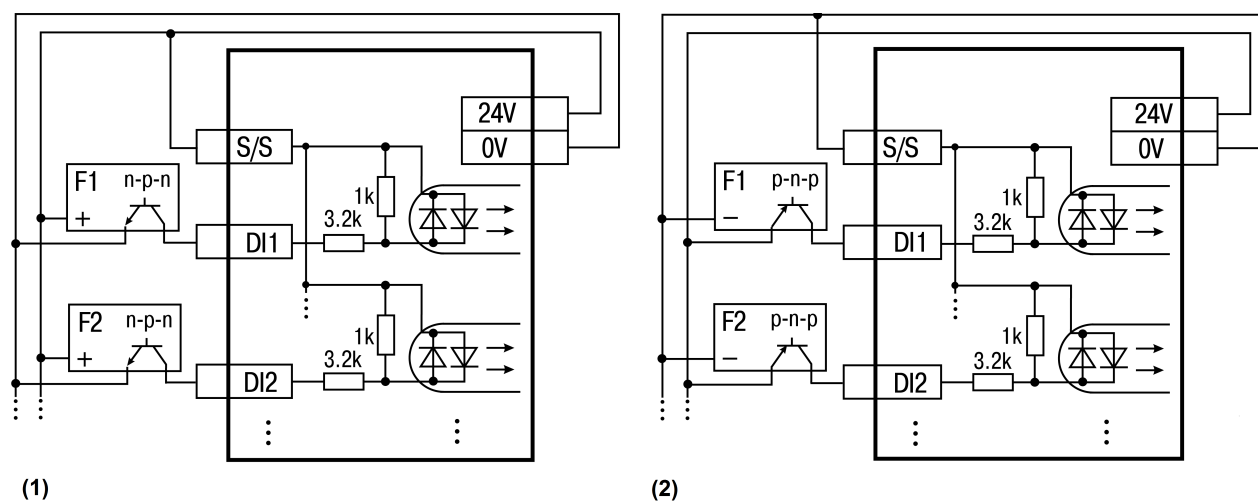 24V
0V
S/S
F1 n-p-n
+
1k
3.2k
DI1
F2 n-p-n
+
1k
3.2k
DI2
(1)
24V
0V
S/S
F1 p-n-p
−
1k
3.2k
DI1
F2 p-n-p
−
1k
3.2k
DI2
(2)